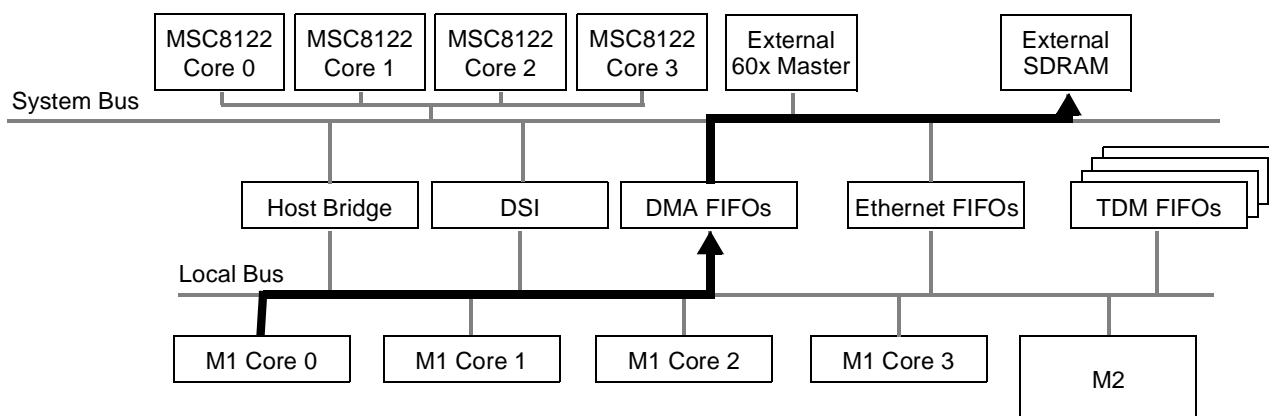 MSC8122
Core 0
MSC8122
Core 1
MSC8122
Core 2
MSC8122
Core 3
External
60x Master
External
SDRAM
System Bus
Host Bridge
DSI
DMA FIFOs
Ethernet FIFOs
TDM FIFOs
Local Bus
M1 Core 0
M1 Core 1
M1 Core 2
M1 Core 3
M2